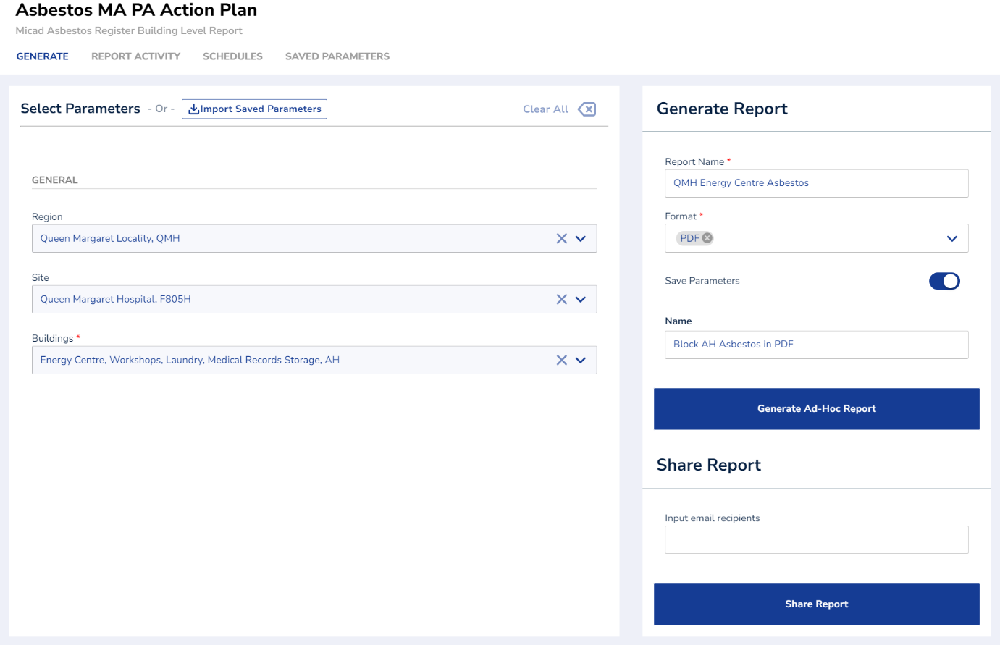 Asbestos MA PA Action Plan
Micad Asbestos Register Building Level Report
GENERATE REPORT ACTIVITY SCHEDULES SAVED PARAMETERS
Select Parameters - Or - Import Saved Parameters Clear All
GENERAL
Region
Queen Margaret Locality, QMH
Site
Queen Margaret Hospital, F805H
Buildings *
Energy Centre, Workshops, Laundry, Medical Records Storage, AH
Generate Report
Report Name *
QMH Energy Centre Asbestos
Format *
PDF
Save Parameters
Name
Block AH Asbestos in PDF
Generate Ad-Hoc Report
Share Report
Input email recipients
Share Report